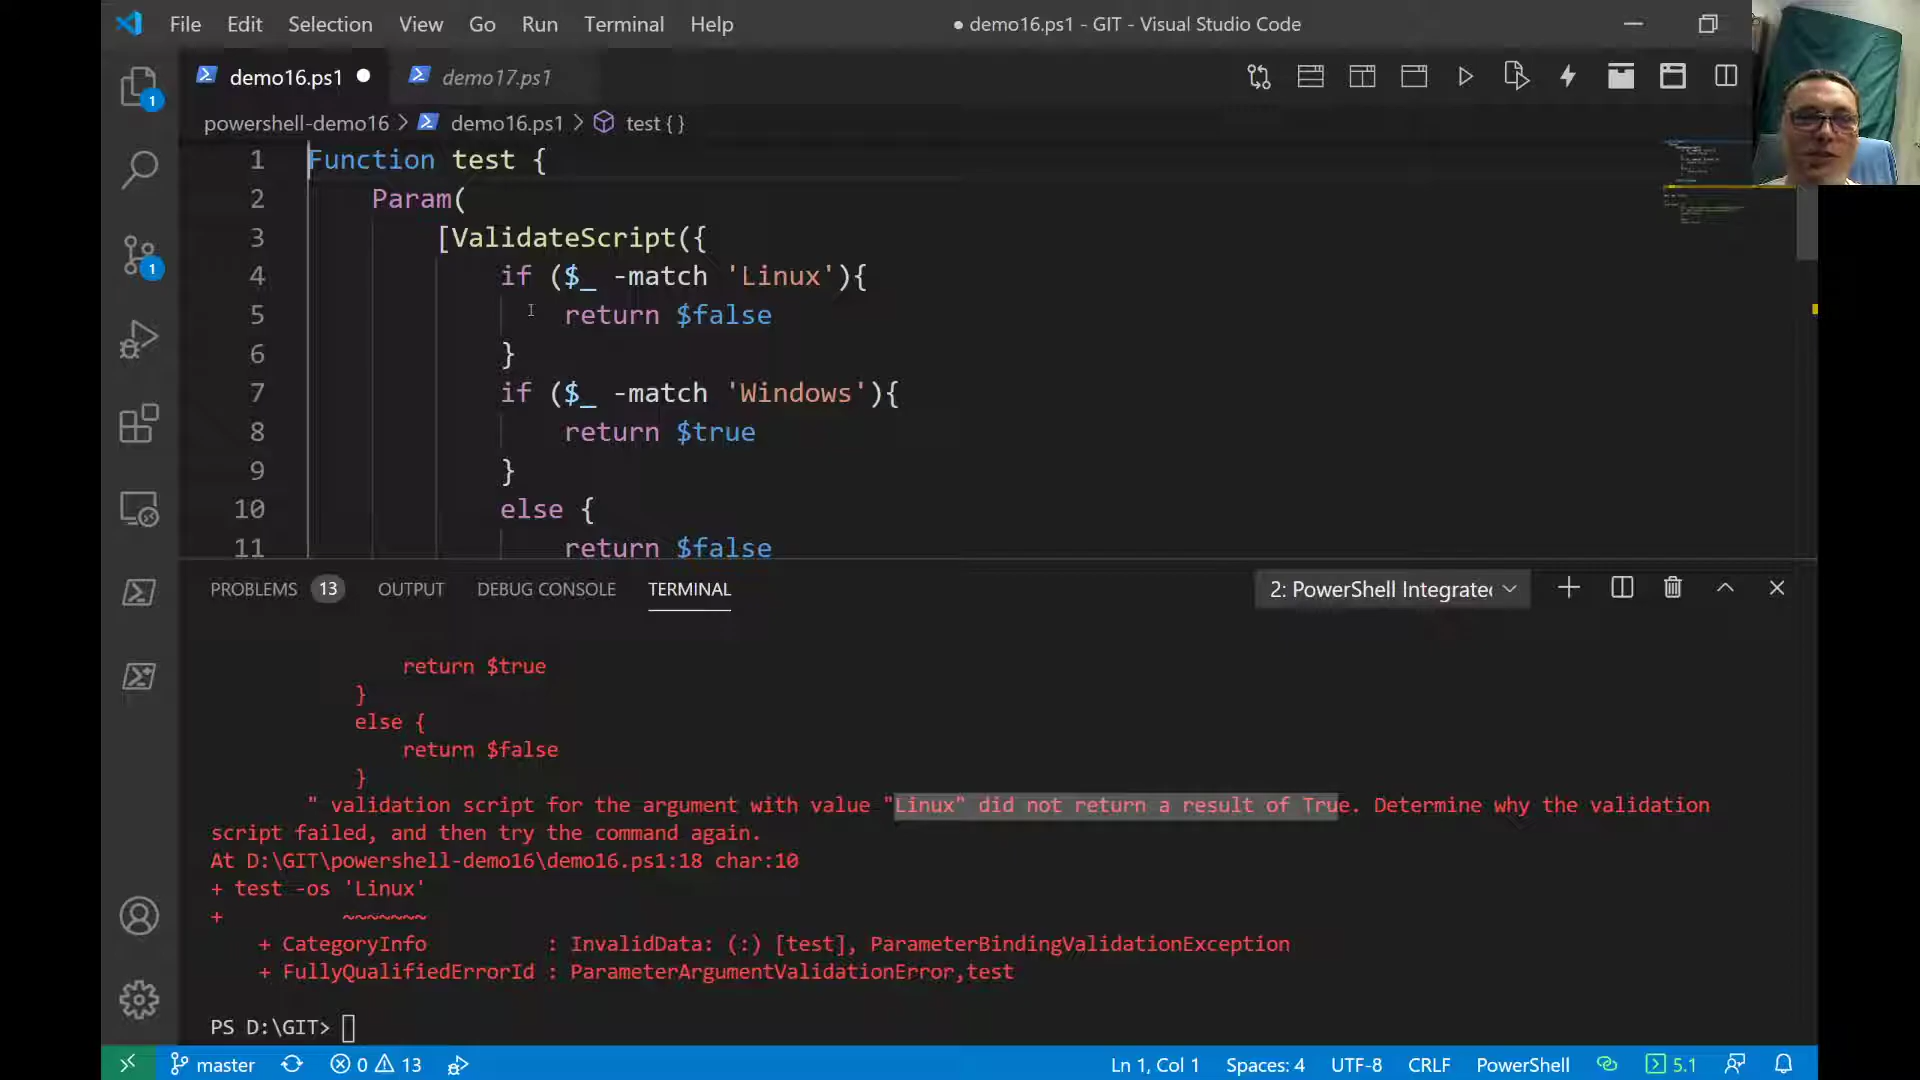 File Edit Selection View Go Run Terminal Help ● demo16.ps1 - GIT - Visual Studio Code
demo16.ps1 demo17.ps1
powershell-demo16 > demo16.ps1 > test { }
1 Function test {
2 Param(
3 [ValidateScript({
4 if ($_ -match 'Linux'){
5 return $false
6 }
7 if ($_ -match 'Windows'){
8 return $true
9 }
10 else {
11 return $false
PROBLEMS 13 OUTPUT DEBUG CONSOLE TERMINAL 2: PowerShell Integrated
return $true
}
else {
return $false
}
" validation script for the argument with value "Linux" did not return a result of True. Determine why the validation
script failed, and then try the command again.
At D:\GIT\powershell-demo16\demo16.ps1:18 char:10
+ test -os 'Linux'
+ ~~~~~~~
+ CategoryInfo : InvalidData: (:) [test], ParameterBindingValidationException
+ FullyQualifiedErrorId : ParameterArgumentValidationError,test
PS D:\GIT>
master 0 13 Ln 1, Col 1 Spaces: 4 UTF-8 CRLF PowerShell 5.1
1
1